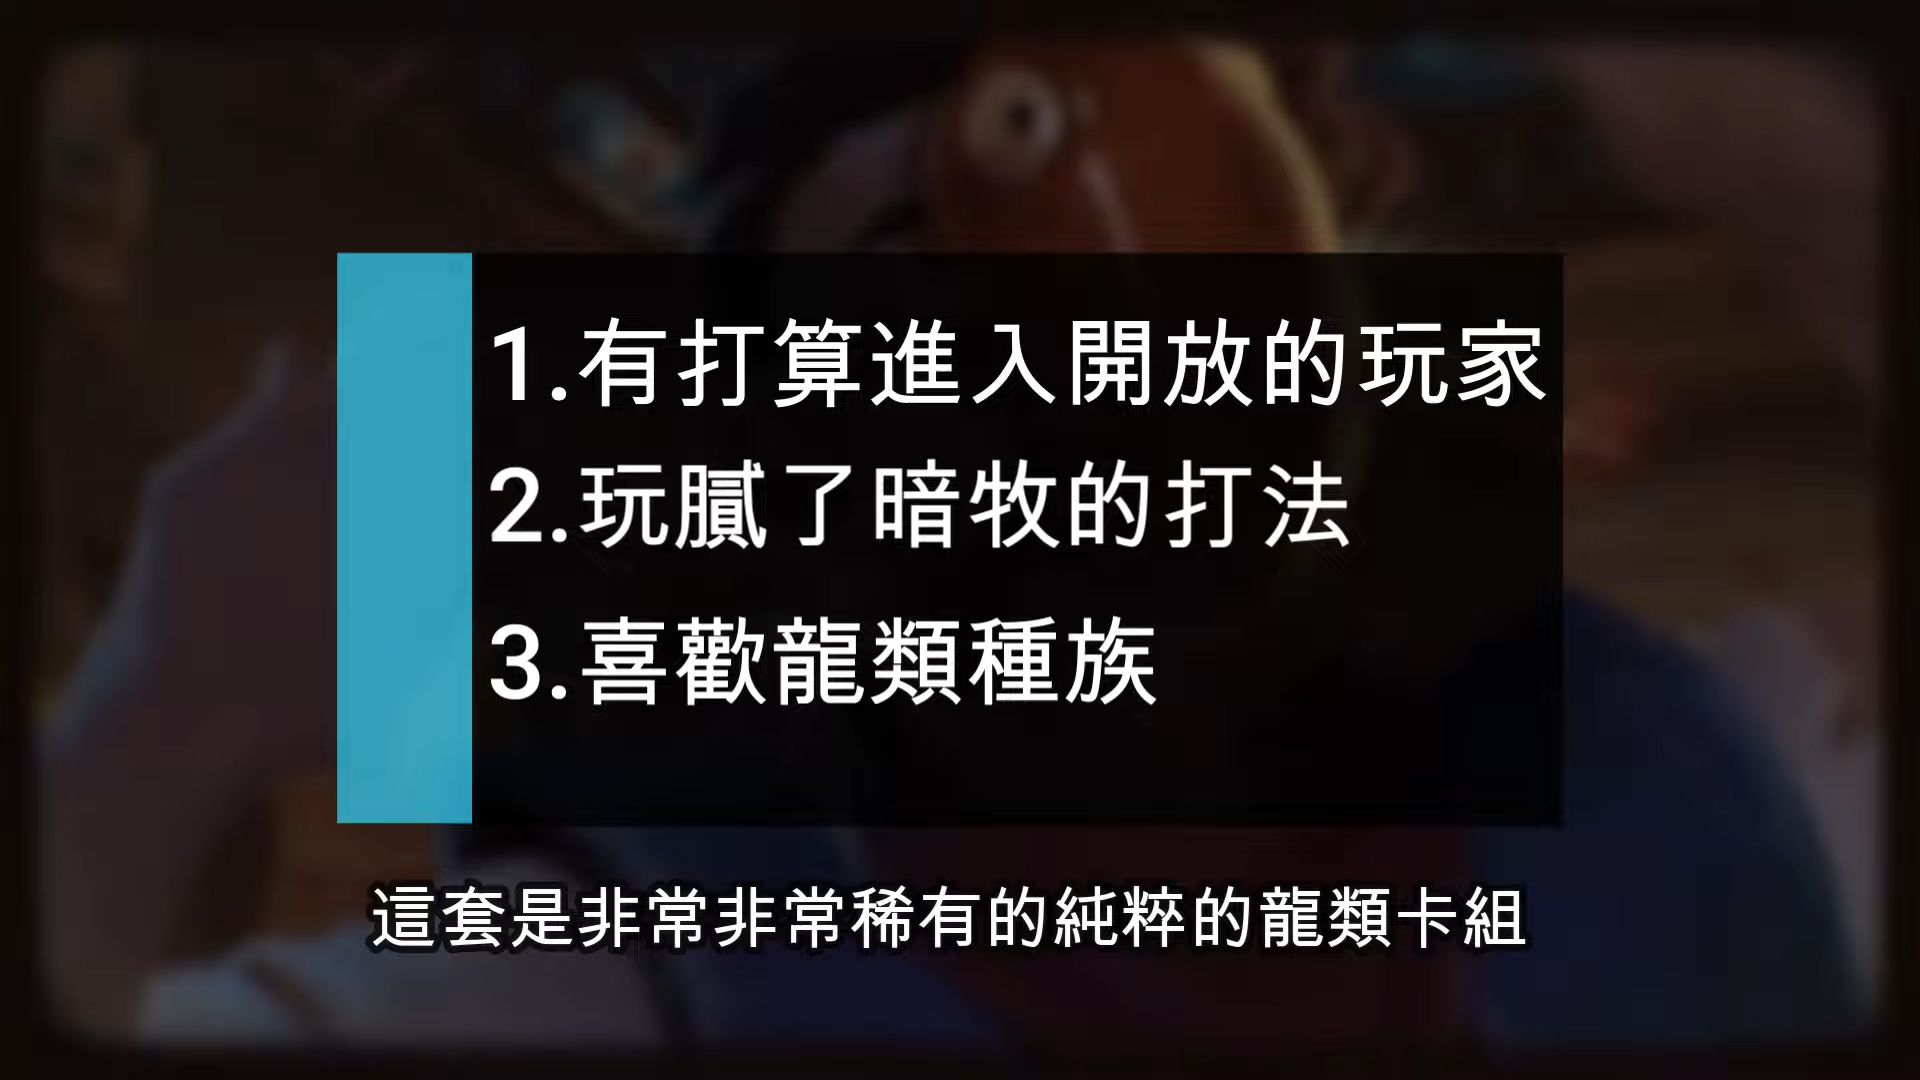 1.有打算進入開放的玩家
2.玩膩了暗牧的打法
3.喜歡龍類種族
這套是非常非常稀有的純粹的龍類卡組